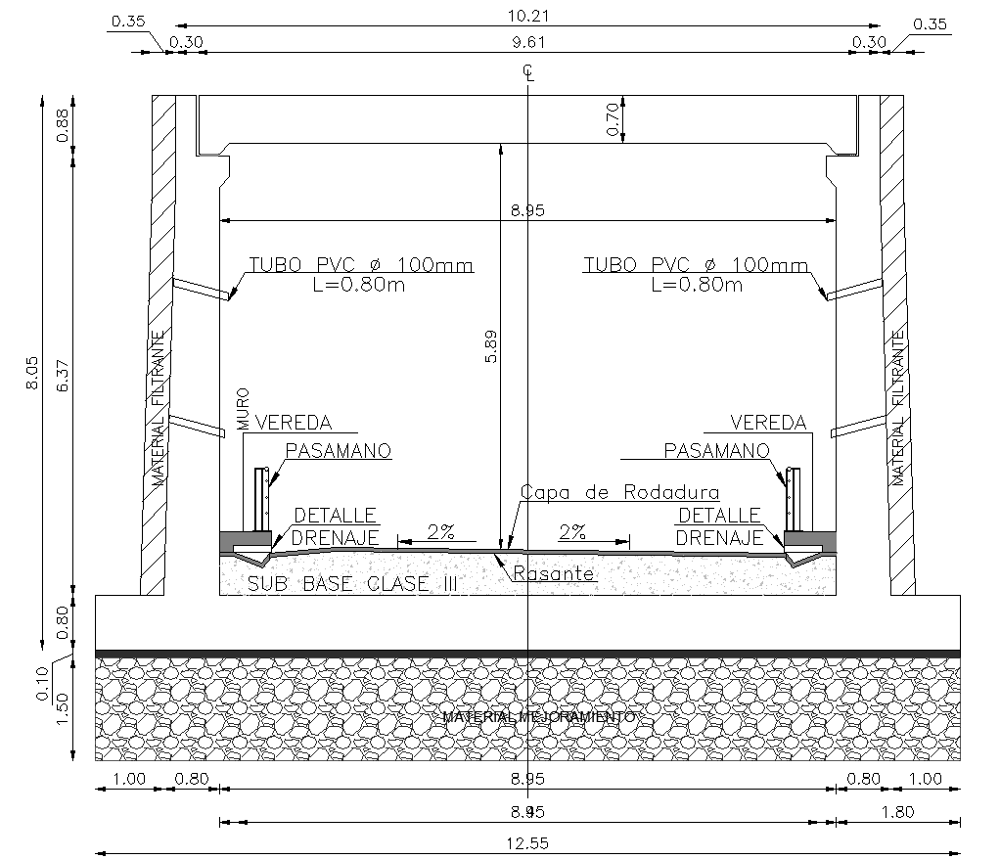 10.21
0.35
0.35
0.30
9.61
0.30
℄
0.88
0.70
8.95
TUBO PVC ø 100mm
L=0.80m
TUBO PVC ø 100mm
L=0.80m
5.89
8.05
6.37
MATERIAL FILTRANTE
MATERIAL FILTRANTE
MURO
VEREDA
VEREDA
PASAMANO
PASAMANO
Capa de Rodadura
DETALLE
DRENAJE
DETALLE
DRENAJE
2%
2%
Rasante
SUB BASE CLASE III
0.80
0.10
1.50
MATERIAL MEJORAMIENTO
1.00
0.80
8.95
0.80
1.00
1.80
12.55